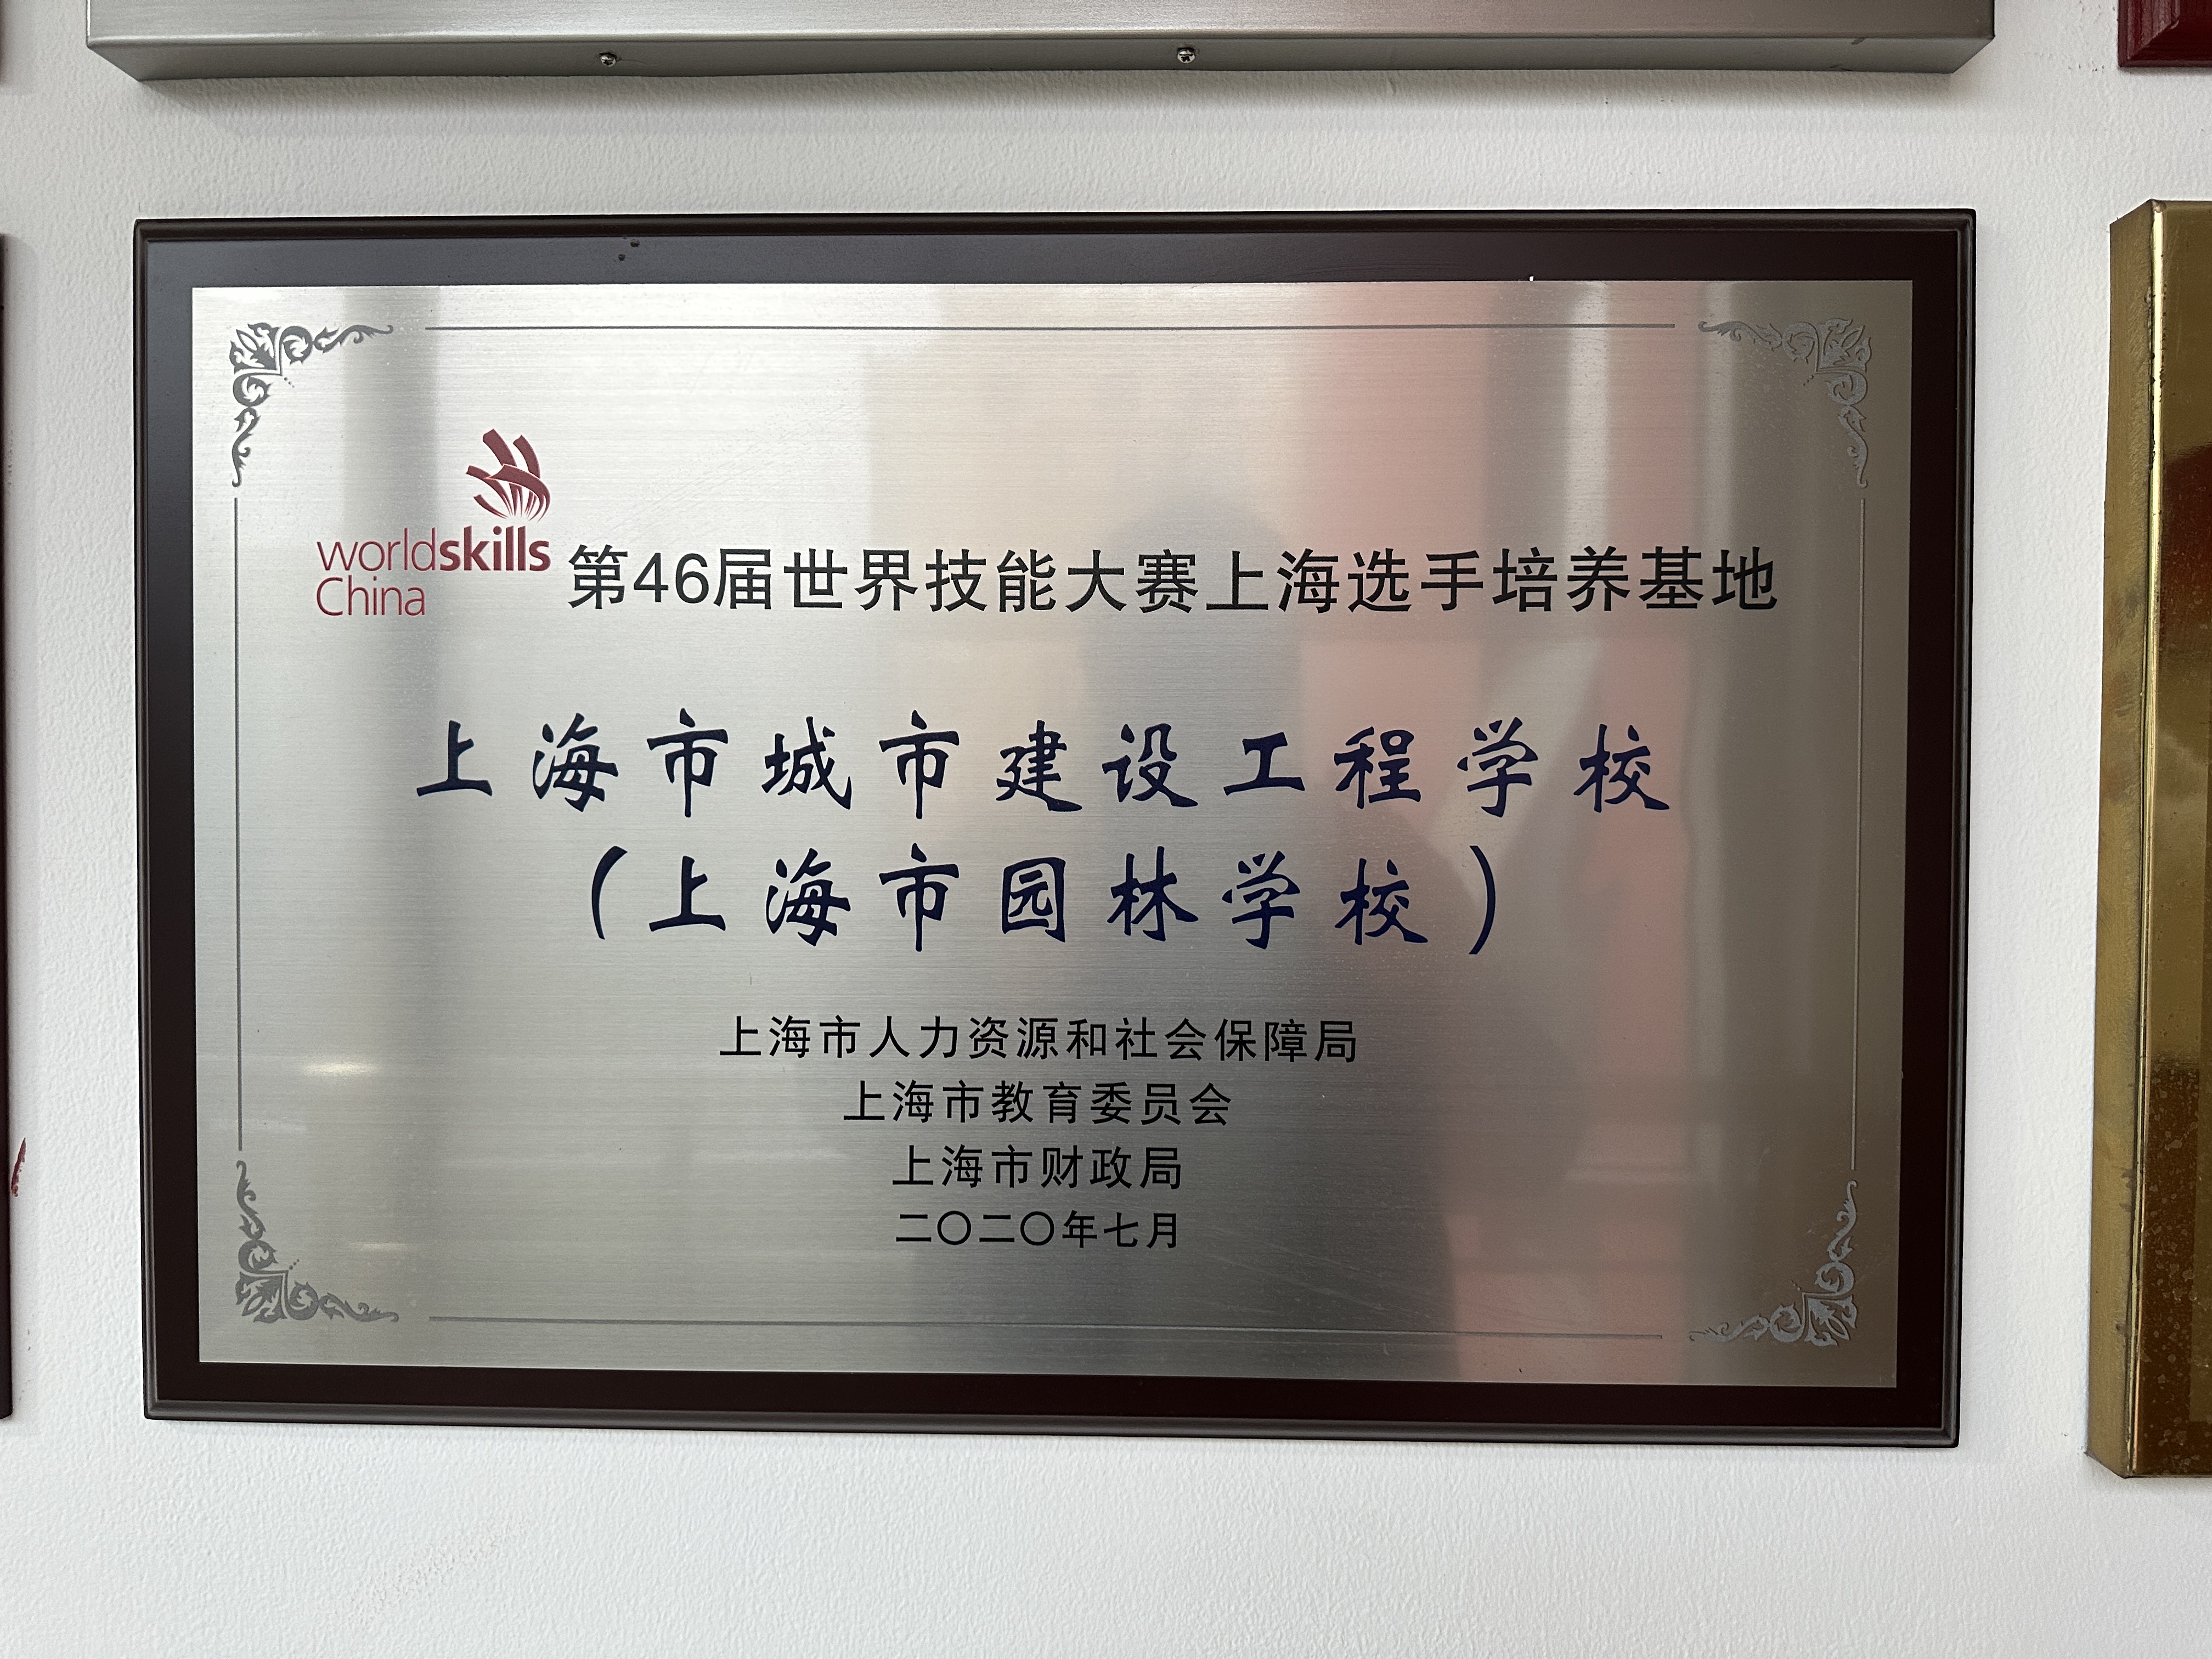 worldskills
China
第46届世界技能大赛上海选手培养基地
上海市城市建设工程学校
(上海市园林学校)
上海市人力资源和社会保障局
上海市教育委员会
上海市财政局
二〇二〇年七月